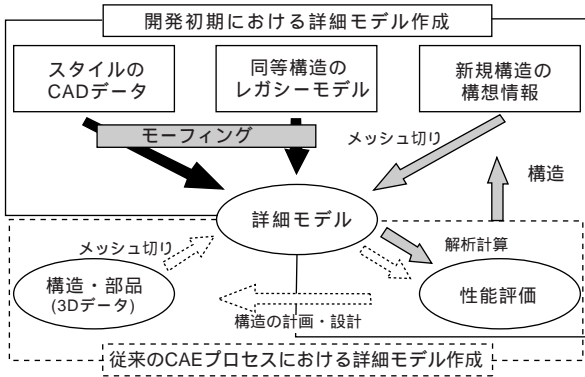 開発初期における詳細モデル作成
スタイルの
CADデータ
同等構造の
レガシーモデル
新規構造の
構想情報
モーフィング
メッシュ切り
構造
詳細モデル
メッシュ切り
解析計算
構造・部品
(3Dデータ)
性能評価
構造の計画・設計
従来のCAEプロセスにおける詳細モデル作成